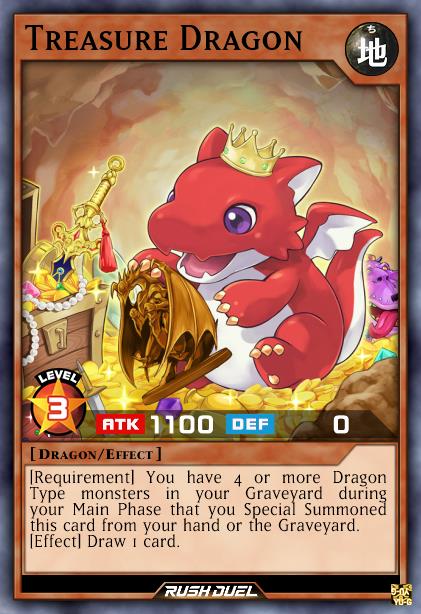 Treasure Dragon
ち
地
LEVEL
3
ATK 1100 DEF 0
[Dragon/Effect]
[Requirement] You have 4 or more Dragon
Type monsters in your Graveyard during
your Main Phase that you Special Summoned
this card from your hand or the Graveyard.
[Effect] Draw 1 card.
RUSH DUEL